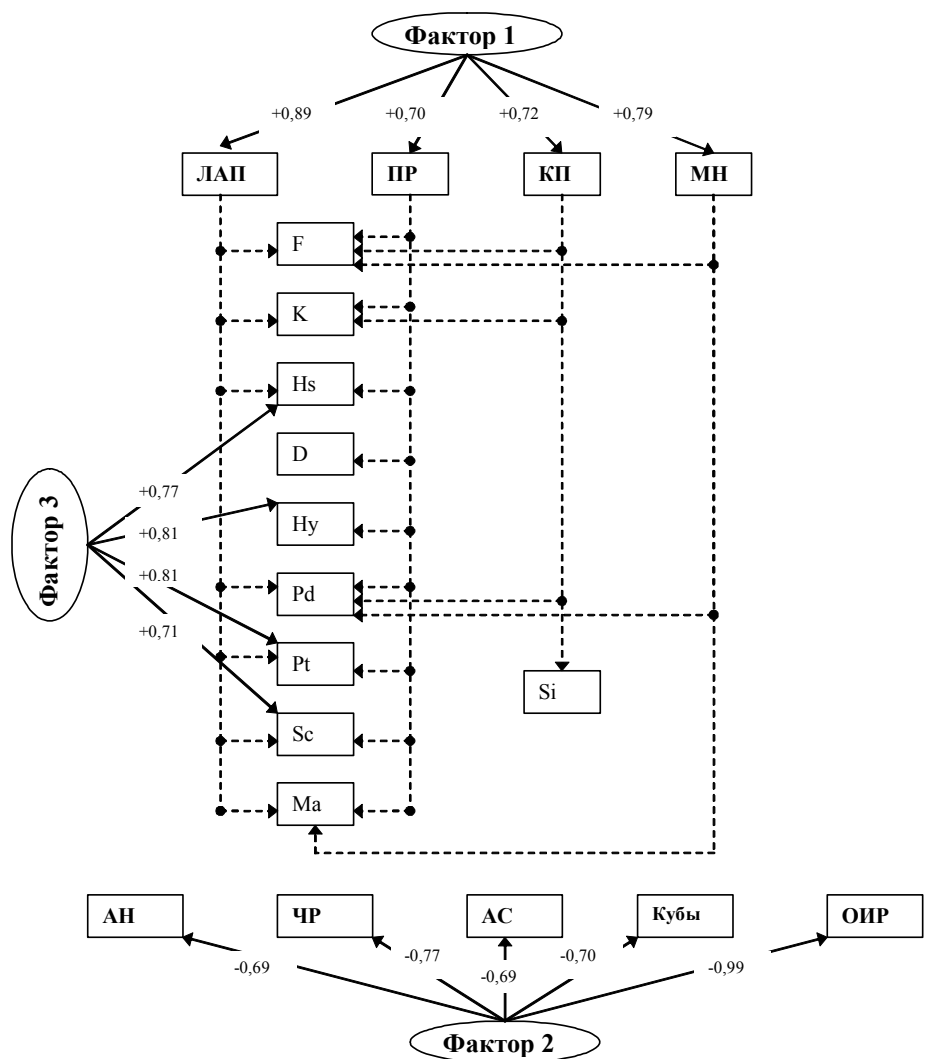 Фактор 1
+0,89
+0,70
+0,72
+0,79
ЛАП
ПР
КП
МН
F
K
Hs
D
Hy
Pd
Pt
Sc
Ma
Si
Фактор 3
+0,77
+0,81
+0.81
+0,71
АН
ЧР
АС
Кубы
ОИР
-0,69
-0,77
-0,69
-0,70
-0,99
Фактор 2